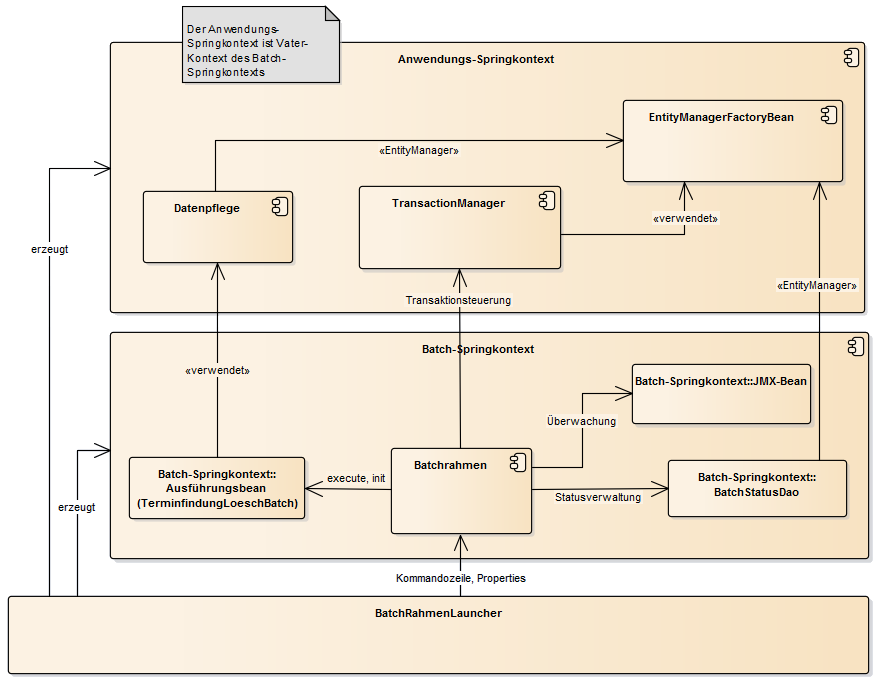 Der Anwendungs-
Springkontext ist Vater-
Kontext des Batch-
Springkontexts
Anwendungs-Springkontext
EntityManagerFactoryBean
«EntityManager»
Datenpflege
TransactionManager
«verwendet»
erzeugt
«EntityManager»
Transaktionsteuerung
Batch-Springkontext
«verwendet»
Batch-Springkontext::JMX-Bean
Überwachung
Batchrahmen
Batch-Springkontext::
Ausführungsbean
(TerminfindungLoeschBatch)
execute, init
Batch-Springkontext::
BatchStatusDao
Statusverwaltung
erzeugt
Kommandozeile, Properties
BatchRahmenLauncher